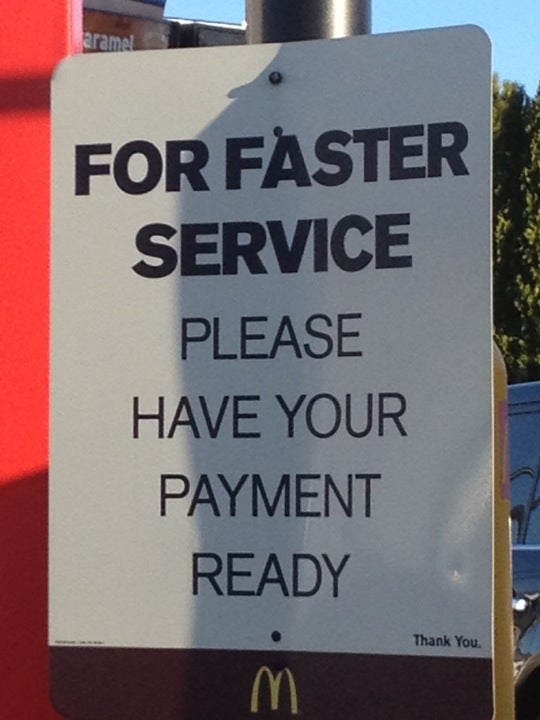 aramel
FOR FASTER
SERVICE
PLEASE
HAVE YOUR
PAYMENT
READY
Thank You.
M